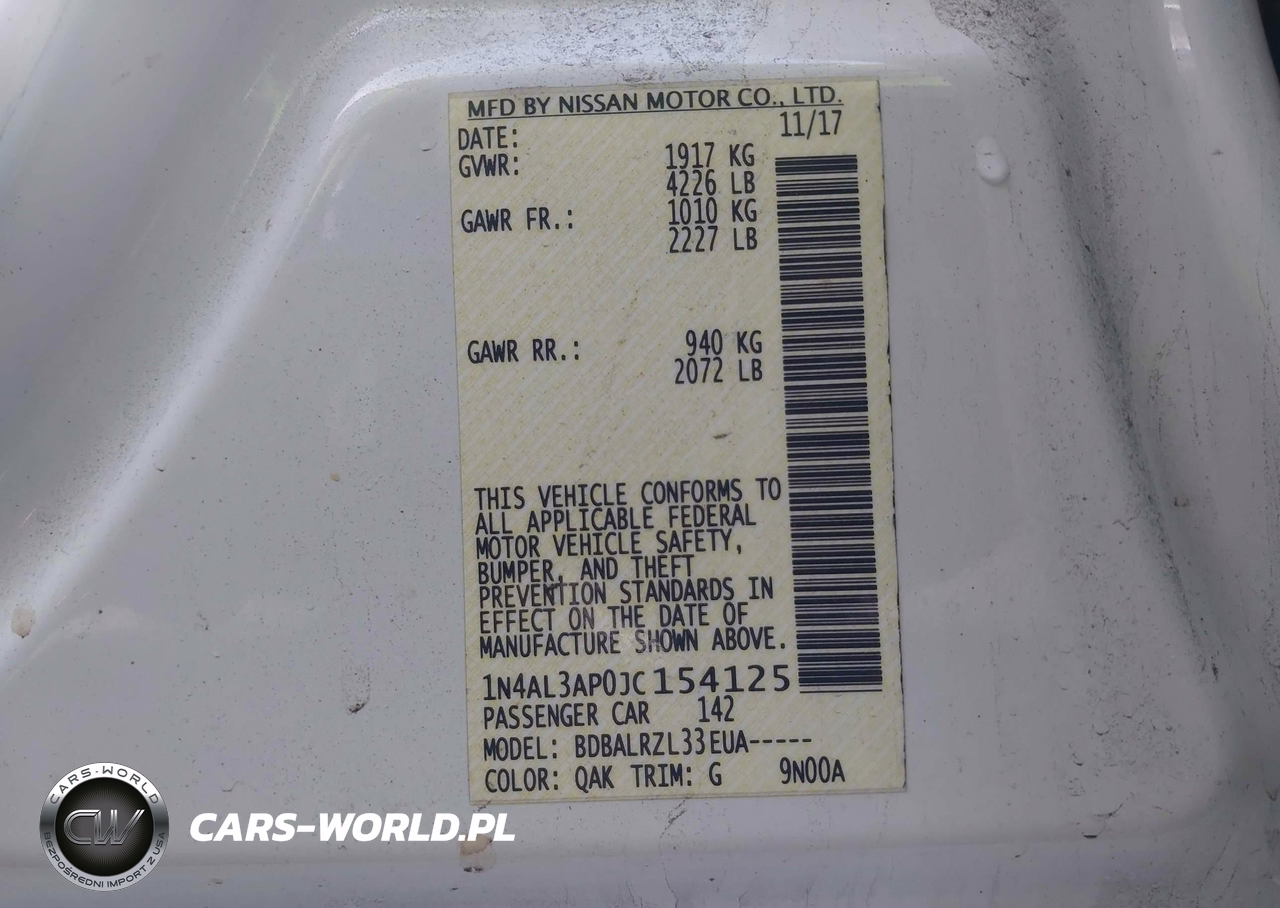 MFD BY NISSAN MOTOR CO., LTD.
DATE: 11/17
GVWR: 1917 KG
4226 LB
GAWR FR.: 1010 KG
2227 LB
GAWR RR.: 940 KG
2072 LB
THIS VEHICLE CONFORMS TO
ALL APPLICABLE FEDERAL
MOTOR VEHICLE SAFETY,
BUMPER, AND THEFT
PREVENTION STANDARDS IN
EFFECT ON THE DATE OF
MANUFACTURE SHOWN ABOVE.
1N4AL3AP0JC154125
PASSENGER CAR 142
MODEL: BDBALRZL33EUA-----
COLOR: QAK TRIM: G 9N00A
CARS-WORLD
CW
BEZPOŚREDNI IMPORT Z USA
CARS-WORLD.PL